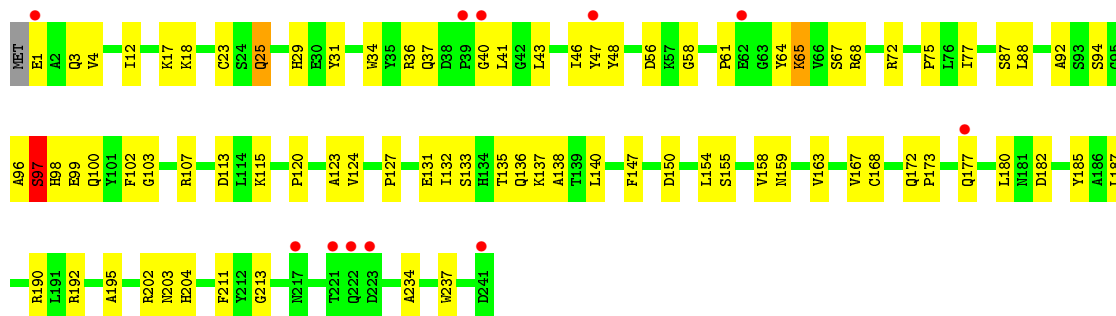 MET E1 A2 Q3 V4 I12 K17 K18 C23 S24 Q25 H29 E30 Y31 W34 Y35 R36 Q37 D38 P39 G40 L41 G42 L43 I46 Y47 Y48 D56 K57 G58 P61 E62 G63 Y64 K65 V66 S67 R68 R72 P75 L76 I77 S87 L88 A92 S93 S94 G95
A96 S97 H98 E99 Q100 Y101 F102 G103 R107 D113 L114 K115 P120 A123 V124 P127 E131 I132 S133 H134 T135 Q136 K137 A138 T139 L140 F147 D150 L154 S155 V158 N159 V163 V167 C168 Q172 P173 Q177 L180 N181 D182 Y185 A186 L187
R190 L191 R192 A195 R202 N203 H204 F211 Y212 G213 N217 T221 Q222 D223 A234 W237 D241